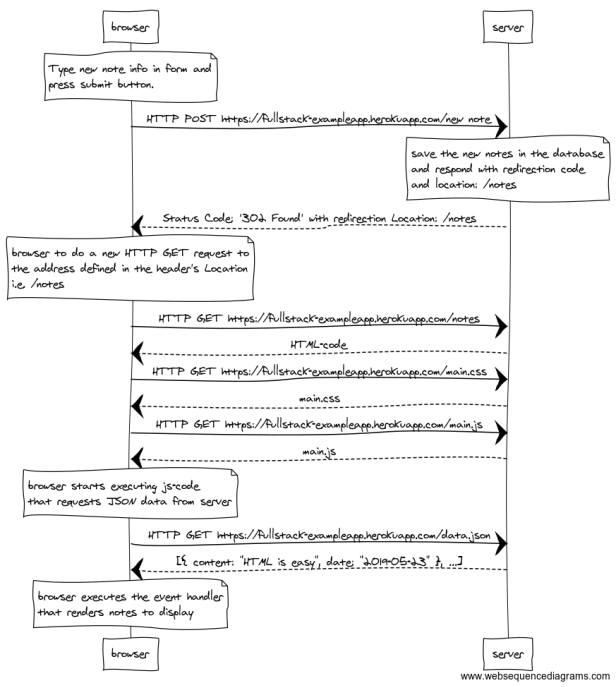 browser
server
Type new note info in form and
press submit button.
HTTP POST https://fullstack-exampleapp.herokuapp.com/new note
save the new notes in the database
and respond with redirection code
and location: /notes
Status Code: '302 Found' with redirection Location: /notes
browser to do a new HTTP GET request to
the address defined in the header's Location
i.e. /notes
HTTP GET https://fullstack-exampleapp.herokuapp.com/notes
HTML-code
HTTP GET https://fullstack-exampleapp.herokuapp.com/main.css
main.css
HTTP GET https://fullstack-exampleapp.herokuapp.com/main.js
main.js
browser starts executing js-code
that requests JSON data from server
HTTP GET https://fullstack-exampleapp.herokuapp.com/data.json
[{ content: "HTML is easy", date: "2019-05-23" }, ...]
browser executes the event handler
that renders notes to display
browser
server
www.websequencediagrams.com